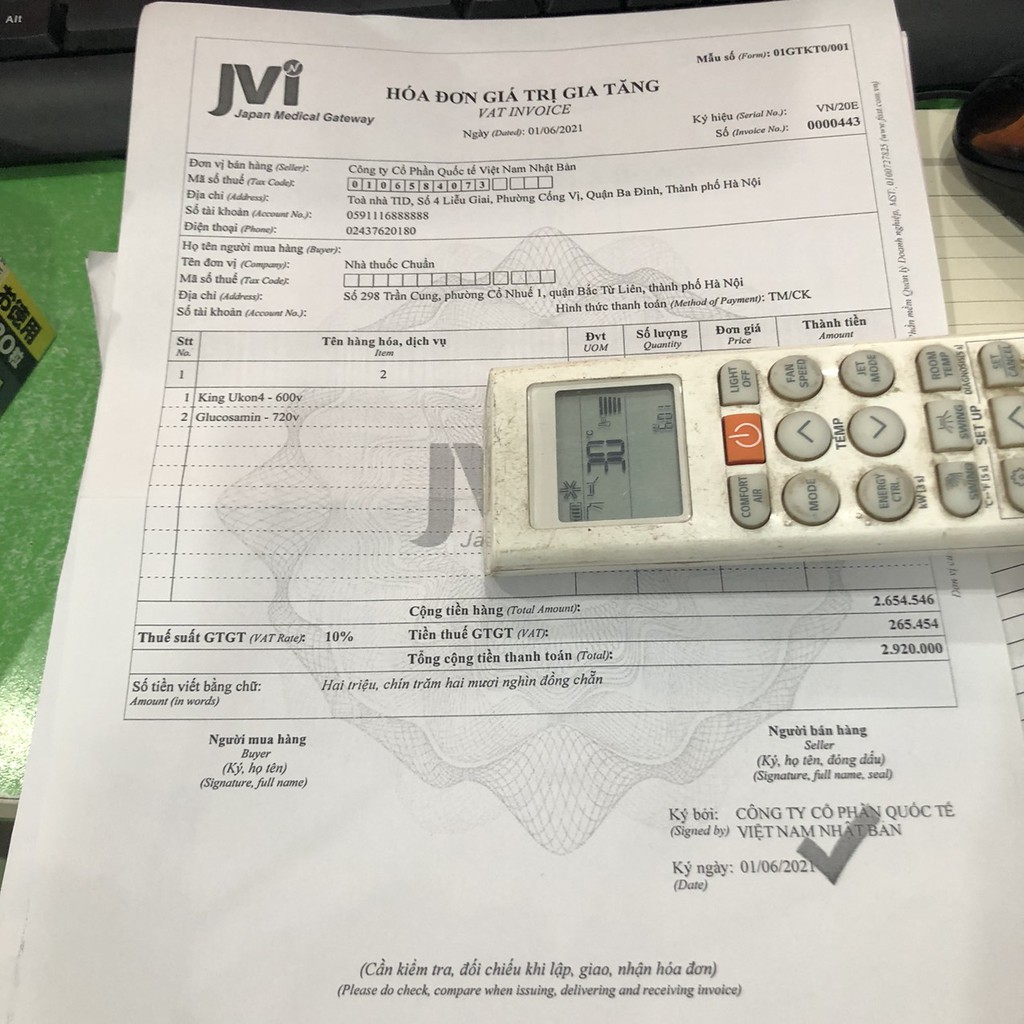 Alt
JVi
Japan Medical Gateway
HÓA ĐƠN GIÁ TRỊ GIA TĂNG
VAT INVOICE
Ngày (Dated): 01/06/2021
Mẫu số (Form): 01GTKT0/001
Ký hiệu (Serial No.): VN/20E
Số (Invoice No.): 0000443
Đơn vị bán hàng (Seller): Công ty Cổ Phần Quốc tế Việt Nam Nhật Bản
Mã số thuế (Tax Code): 0106584073
Địa chỉ (Address): Toà nhà TID, Số 4 Liễu Giai, Phường Cống Vị, Quận Ba Đình, Thành phố Hà Nội
Số tài khoản (Account No.): 0591116888888
Điện thoại (Phone): 02437620180
Họ tên người mua hàng (Buyer):
Tên đơn vị (Company): Nhà thuốc Chuẩn
Mã số thuế (Tax Code):
Địa chỉ (Address): Số 298 Trần Cung, phường Cổ Nhuế 1, quận Bắc Từ Liên, thành phố Hà Nội
Số tài khoản (Account No.): Hình thức thanh toán (Method of Payment): TM/CK
Stt Tên hàng hóa, dịch vụ Đvt Số lượng Đơn giá Thành tiền
No. Item UOM Quantity Price Amount
1 2
1 King Ukon4 - 600v
2 Glucosamin - 720v
LIGHT OFF
FAN SPEED
JET MODE
ROOM TEMP
DIAGNOSIS(5s)
SET CANCEL
TEMP
SWING
SET UP
COMFORT AIR
MODE
ENERGY CTRL
kW [3s]
SWING
°C↔°F [5s]
Cộng tiền hàng (Total Amount): 2.654.546
Thuế suất GTGT (VAT Rate): 10% Tiền thuế GTGT (VAT): 265.454
Tổng cộng tiền thanh toán (Total): 2.920.000
Số tiền viết bằng chữ: Hai triệu, chín trăm hai mươi nghìn đồng chẵn
Amount (in words)
Người mua hàng
Buyer
(Ký, họ tên)
(Signature, full name)
Người bán hàng
Seller
(Ký, họ tên, đóng dấu)
(Signature, full name, seal)
Ký bởi: CÔNG TY CỔ PHẦN QUỐC TẾ
(Signed by) VIỆT NAM NHẬT BẢN
Ký ngày: 01/06/2021
(Date)
(Cần kiểm tra, đối chiếu khi lập, giao, nhận hóa đơn)
(Please do check, compare when issuing, delivering and receiving invoice)